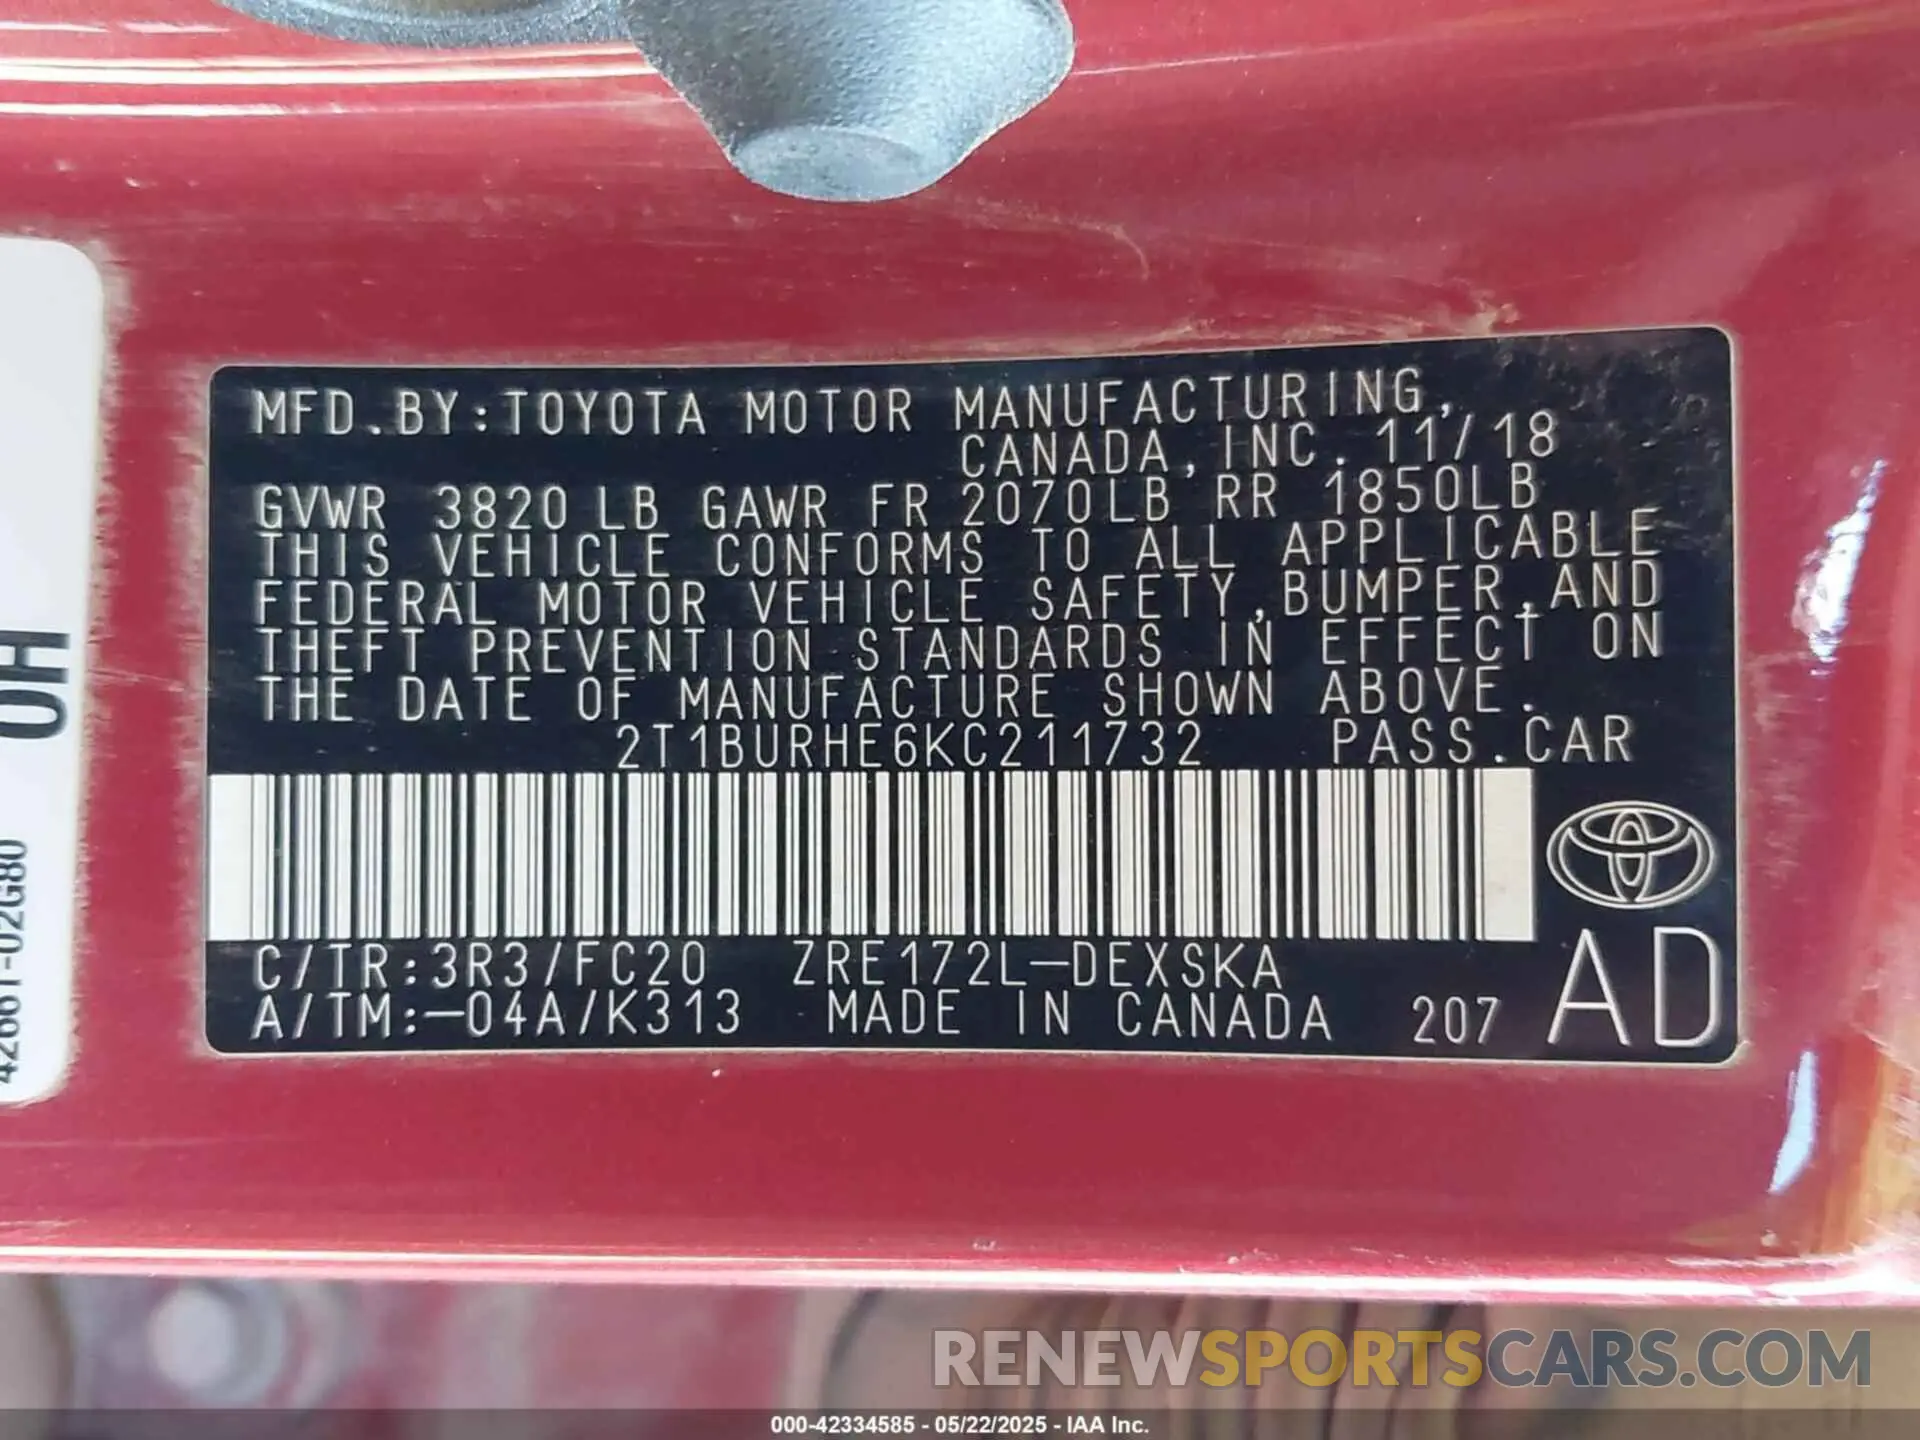 MFD.BY:TOYOTA MOTOR MANUFACTURING,
CANADA,INC. 11/18
GVWR 3820LB GAWR FR 2070LB RR 1850LB
THIS VEHICLE CONFORMS TO ALL APPLICABLE
FEDERAL MOTOR VEHICLE SAFETY,BUMPER,AND
THEFT PREVENTION STANDARDS IN EFFECT ON
THE DATE OF MANUFACTURE SHOWN ABOVE.
2T1BURHE6KC211732 PASS.CAR
C/TR:3R3/FC20 ZRE172L-DEXSKA
A/TM:-04A/K313 MADE IN CANADA 207 AD
0H
42661-02G80
RENEWSPORTSCARS.COM
000-42334585 - 05/22/2025 - IAA Inc.